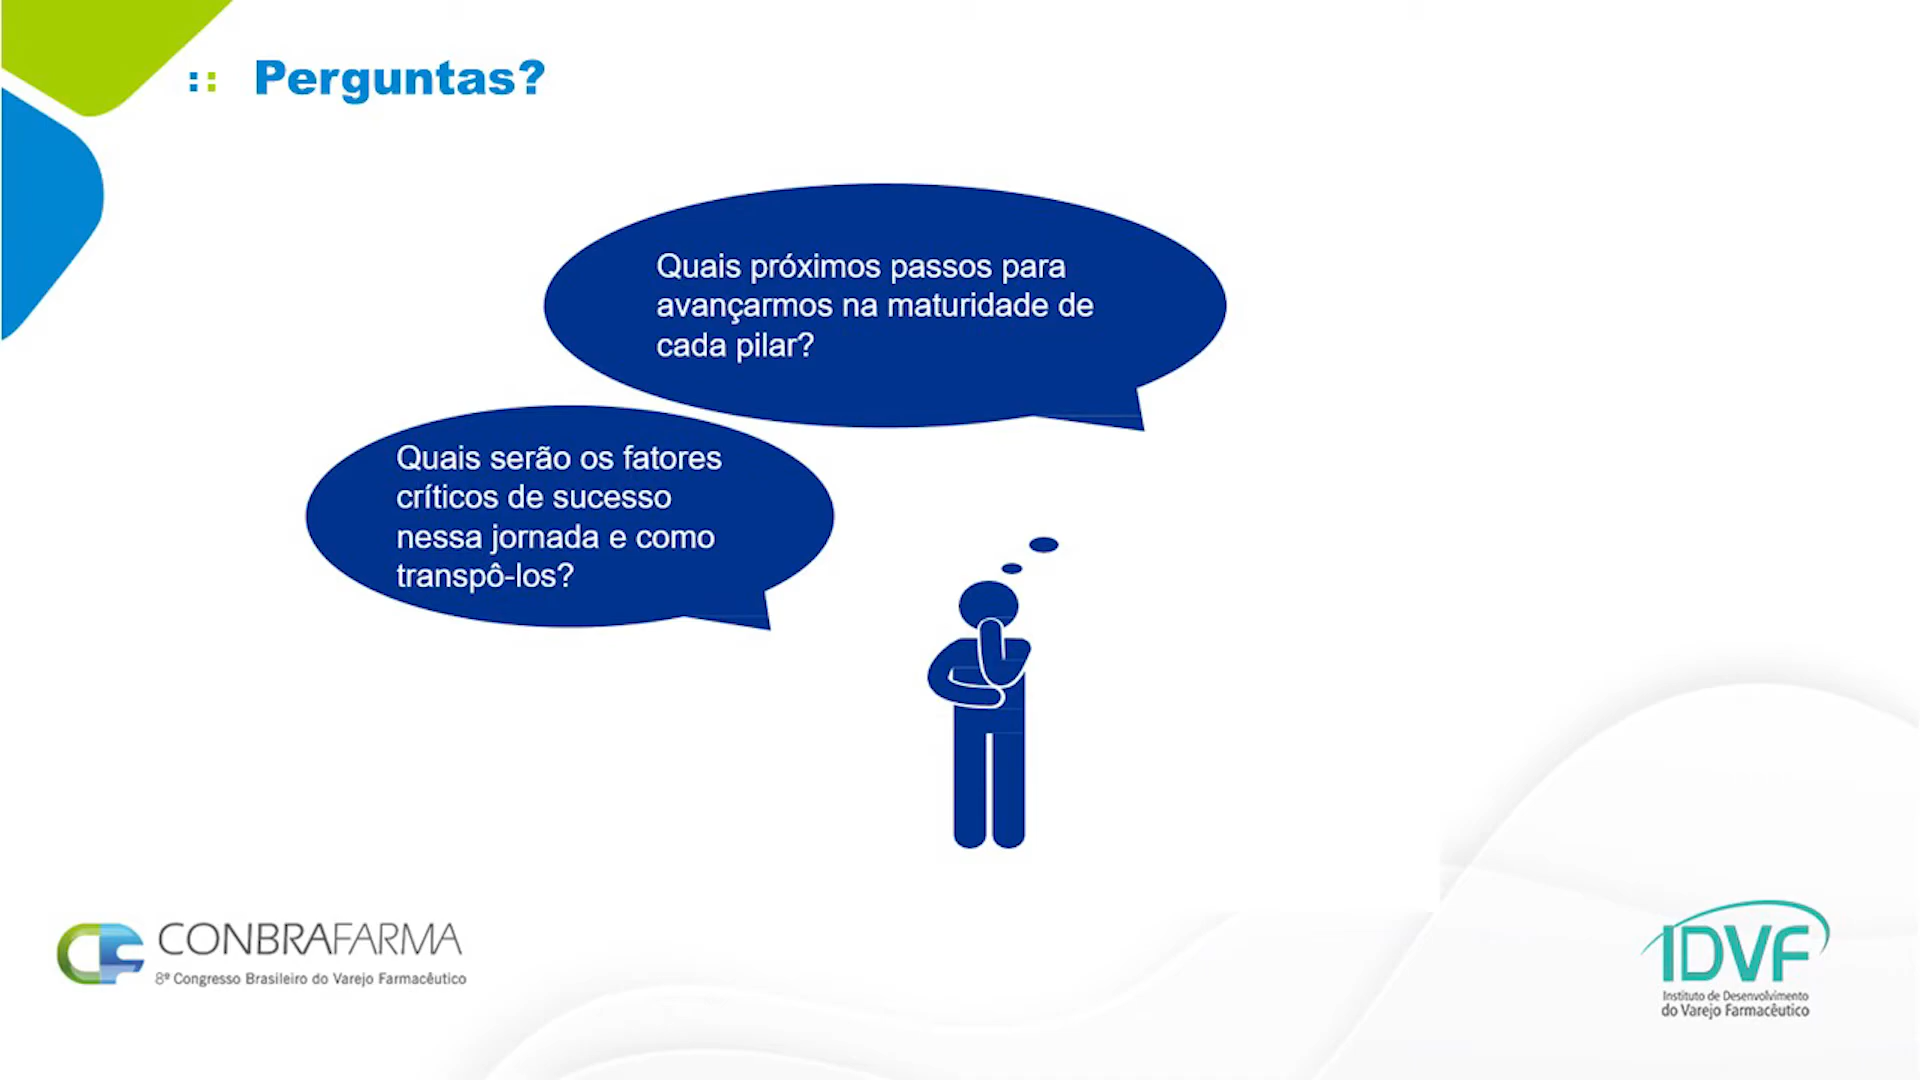 :: Perguntas?
Quais próximos passos para
avançarmos na maturidade de
cada pilar?
Quais serão os fatores
críticos de sucesso
nessa jornada e como
transpô-los?
CF CONBRAFARMA
8º Congresso Brasileiro do Varejo Farmacêutico
IDVF
Instituto de Desenvolvimento
do Varejo Farmacêutico